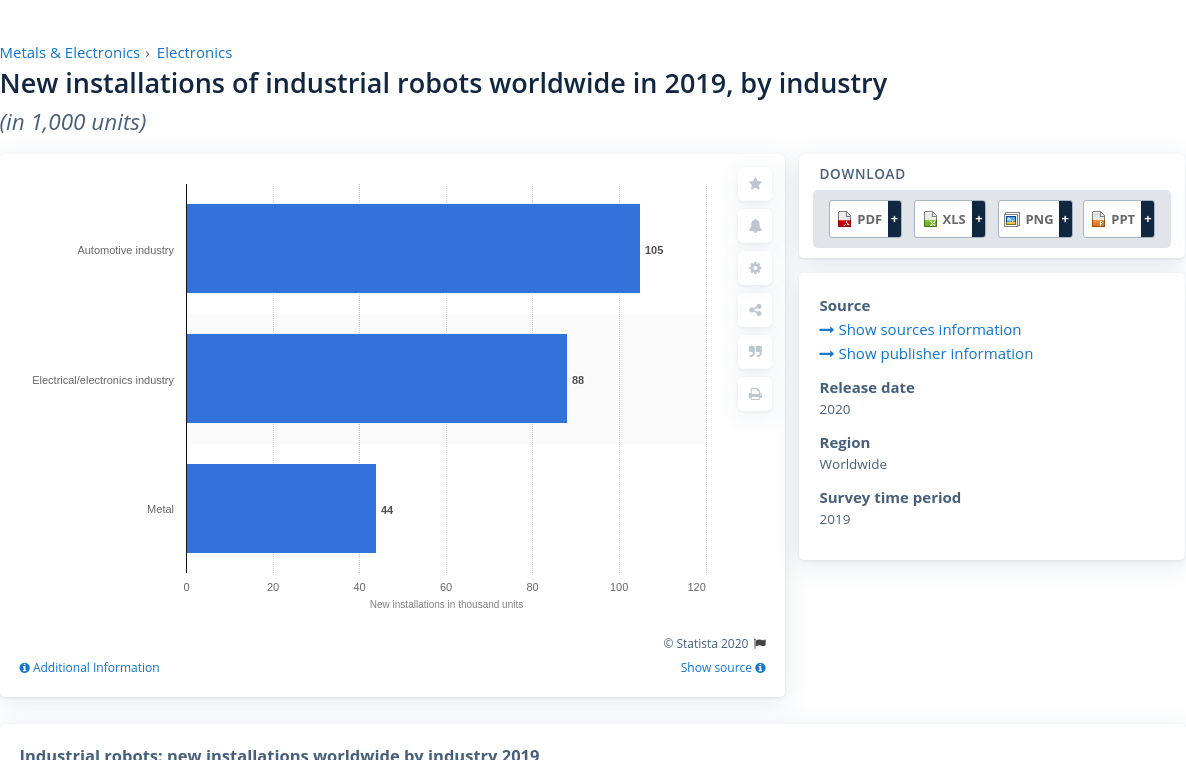 Metals & Electronics › Electronics
New installations of industrial robots worldwide in 2019, by industry
(in 1,000 units)
Automotive industry
105
Electrical/electronics industry
88
Metal
44
0 20 40 60 80 100 120
New installations in thousand units
© Statista 2020
Additional Information
Show source
DOWNLOAD
PDF + XLS + PNG + PPT +
Source
Show sources information
Show publisher information
Release date
2020
Region
Worldwide
Survey time period
2019
Industrial robots: new installations worldwide by industry 2019